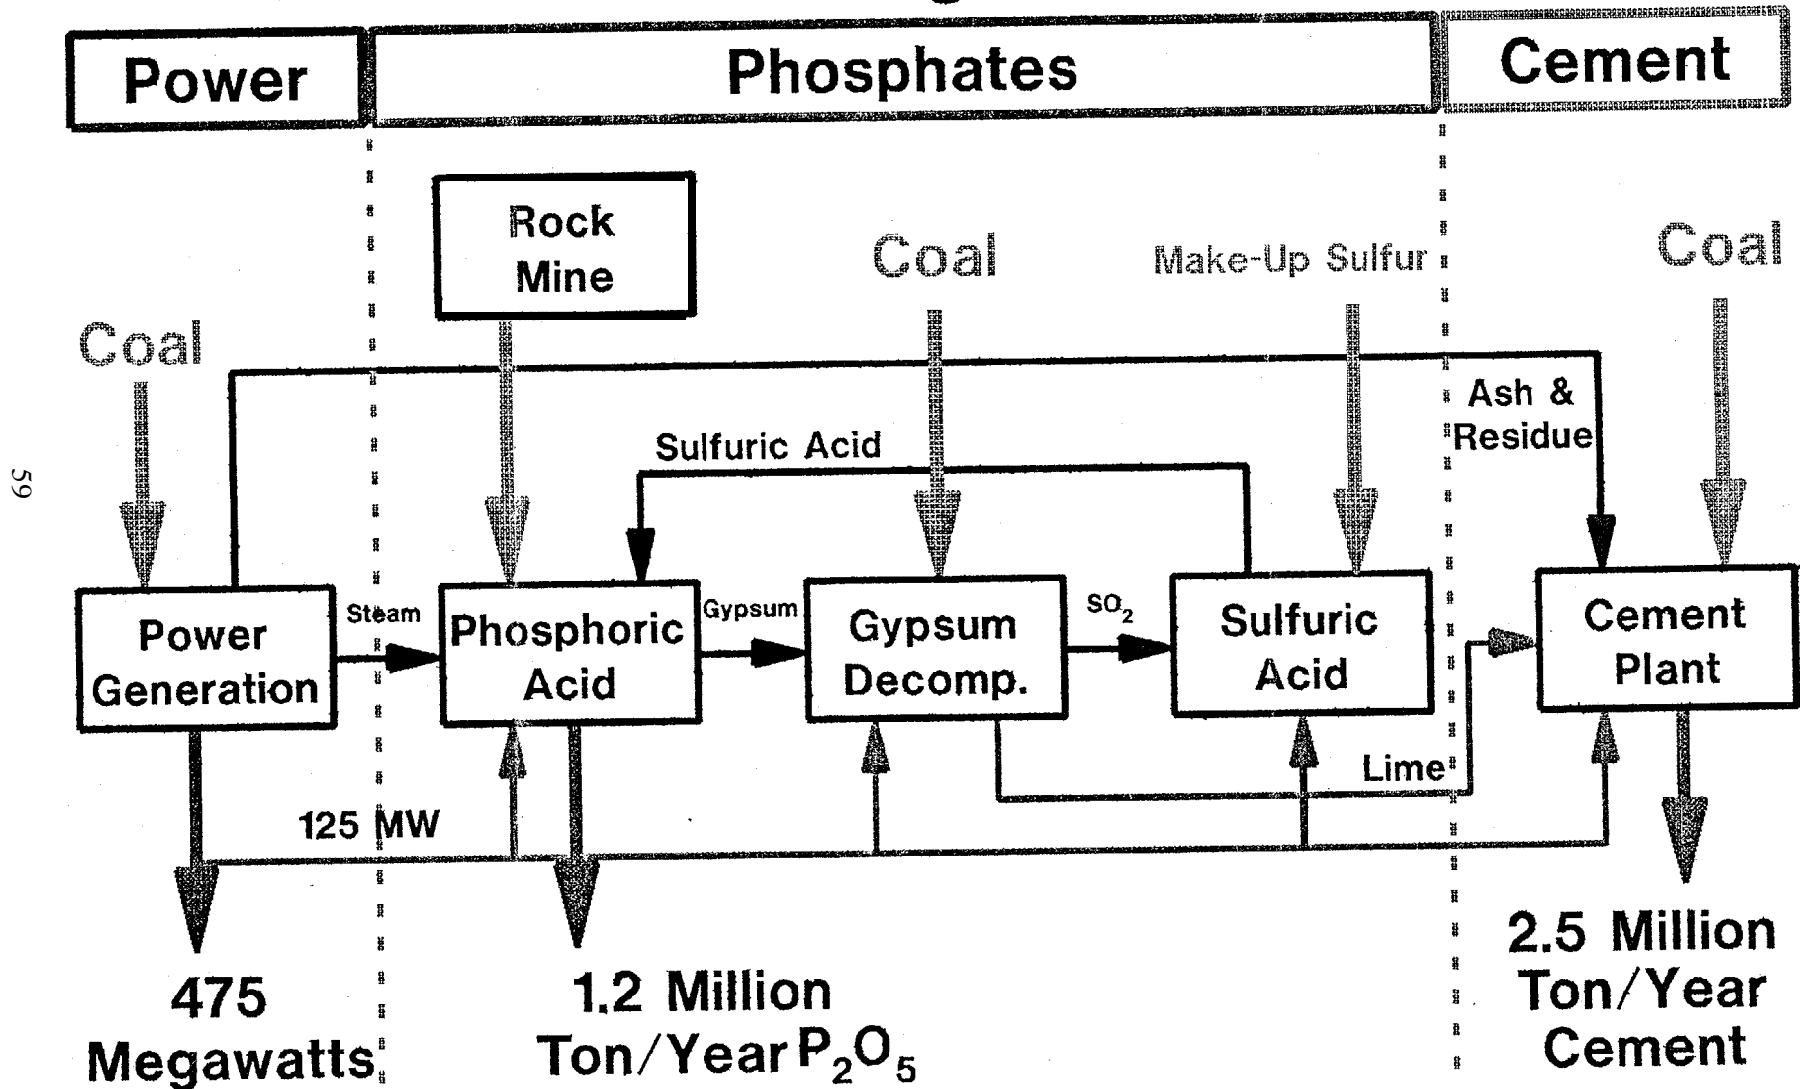 Power
Phosphates
Cement
Rock
Mine
Coal
Make-Up Sulfur
Coal
Coal
Ash &
Residue
Sulfuric Acid
59
Steam
Gypsum
SO₂
Power
Generation
Phosphoric
Acid
Gypsum
Decomp.
Sulfuric
Acid
Cement
Plant
Lime
125 MW
475
Megawatts
1.2 Million
Ton/Year P₂O₅
2.5 Million
Ton/Year
Cement